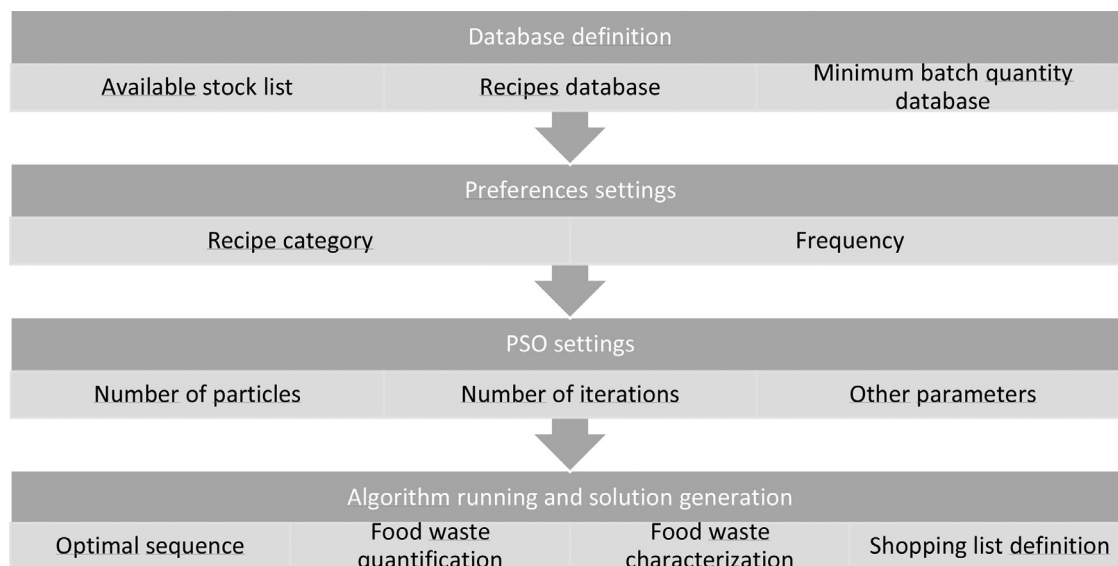 Database definition
Available stock list
Recipes database
Minimum batch quantity
database
Preferences settings
Recipe category
Frequency
PSO settings
Number of particles
Number of iterations
Other parameters
Algorithm running and solution generation
Optimal sequence
Food waste
quantification
Food waste
characterization
Shopping list definition